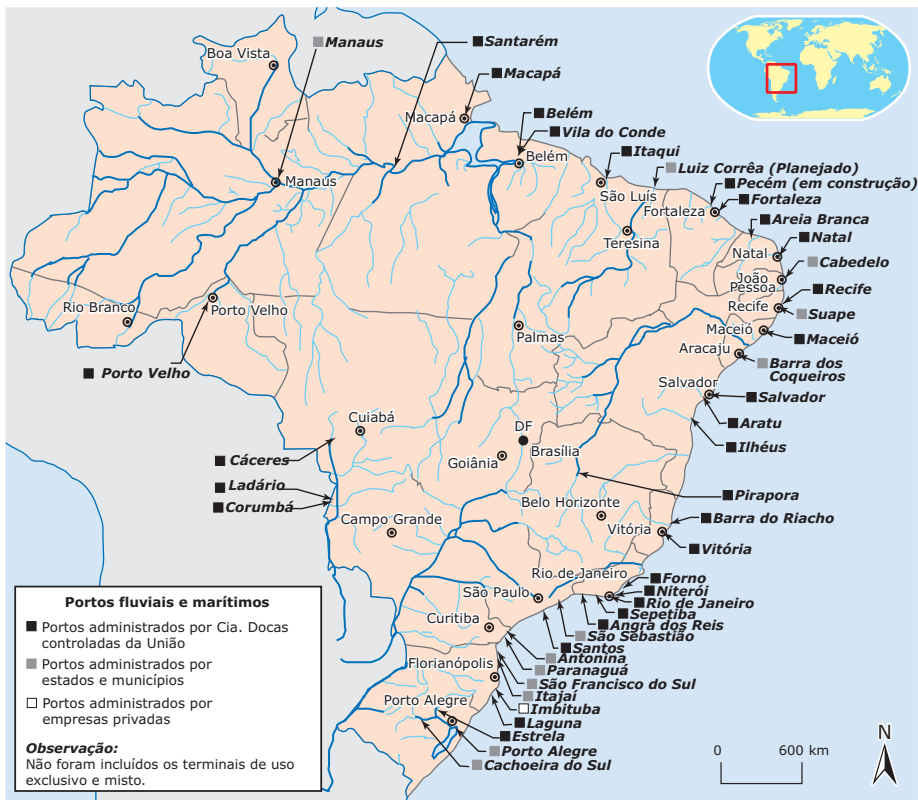 Manaus
Santarém
Boa Vista
Macapá
Macapá
Belém
Vila do Conde
Belém
Itaqui
Manaus
Luiz Corrêa (Planejado)
São Luís
Pecém (em construção)
Fortaleza
Fortaleza
Areia Branca
Teresina
Natal
Natal
Cabedelo
João
Pessoa
Recife
Rio Branco
Porto Velho
Recife
Suape
Palmas
Maceió
Maceió
Aracaju
Barra dos
Coqueiros
Porto Velho
Salvador
Salvador
Cuiabá
DF
Aratu
Brasília
Ilhéus
Goiânia
Cáceres
Ladário
Pirapora
Corumbá
Belo Horizonte
Campo Grande
Barra do Riacho
Vitória
Vitória
Rio de Janeiro
Forno
Niterói
São Paulo
Rio de Janeiro
Sepetiba
Angra dos Reis
Curitiba
São Sebastião
Santos
Antonina
Florianópolis
Paranaguá
São Francisco do Sul
Itajaí
Porto Alegre
Imbituba
Laguna
Estrela
Porto Alegre
Cachoeira do Sul
Portos fluviais e marítimos
Portos administrados por Cia. Docas
controladas da União
Portos administrados por
estados e municípios
Portos administrados por
empresas privadas
Observação:
Não foram incluídos os terminais de uso
exclusivo e misto.
0 600 km
N